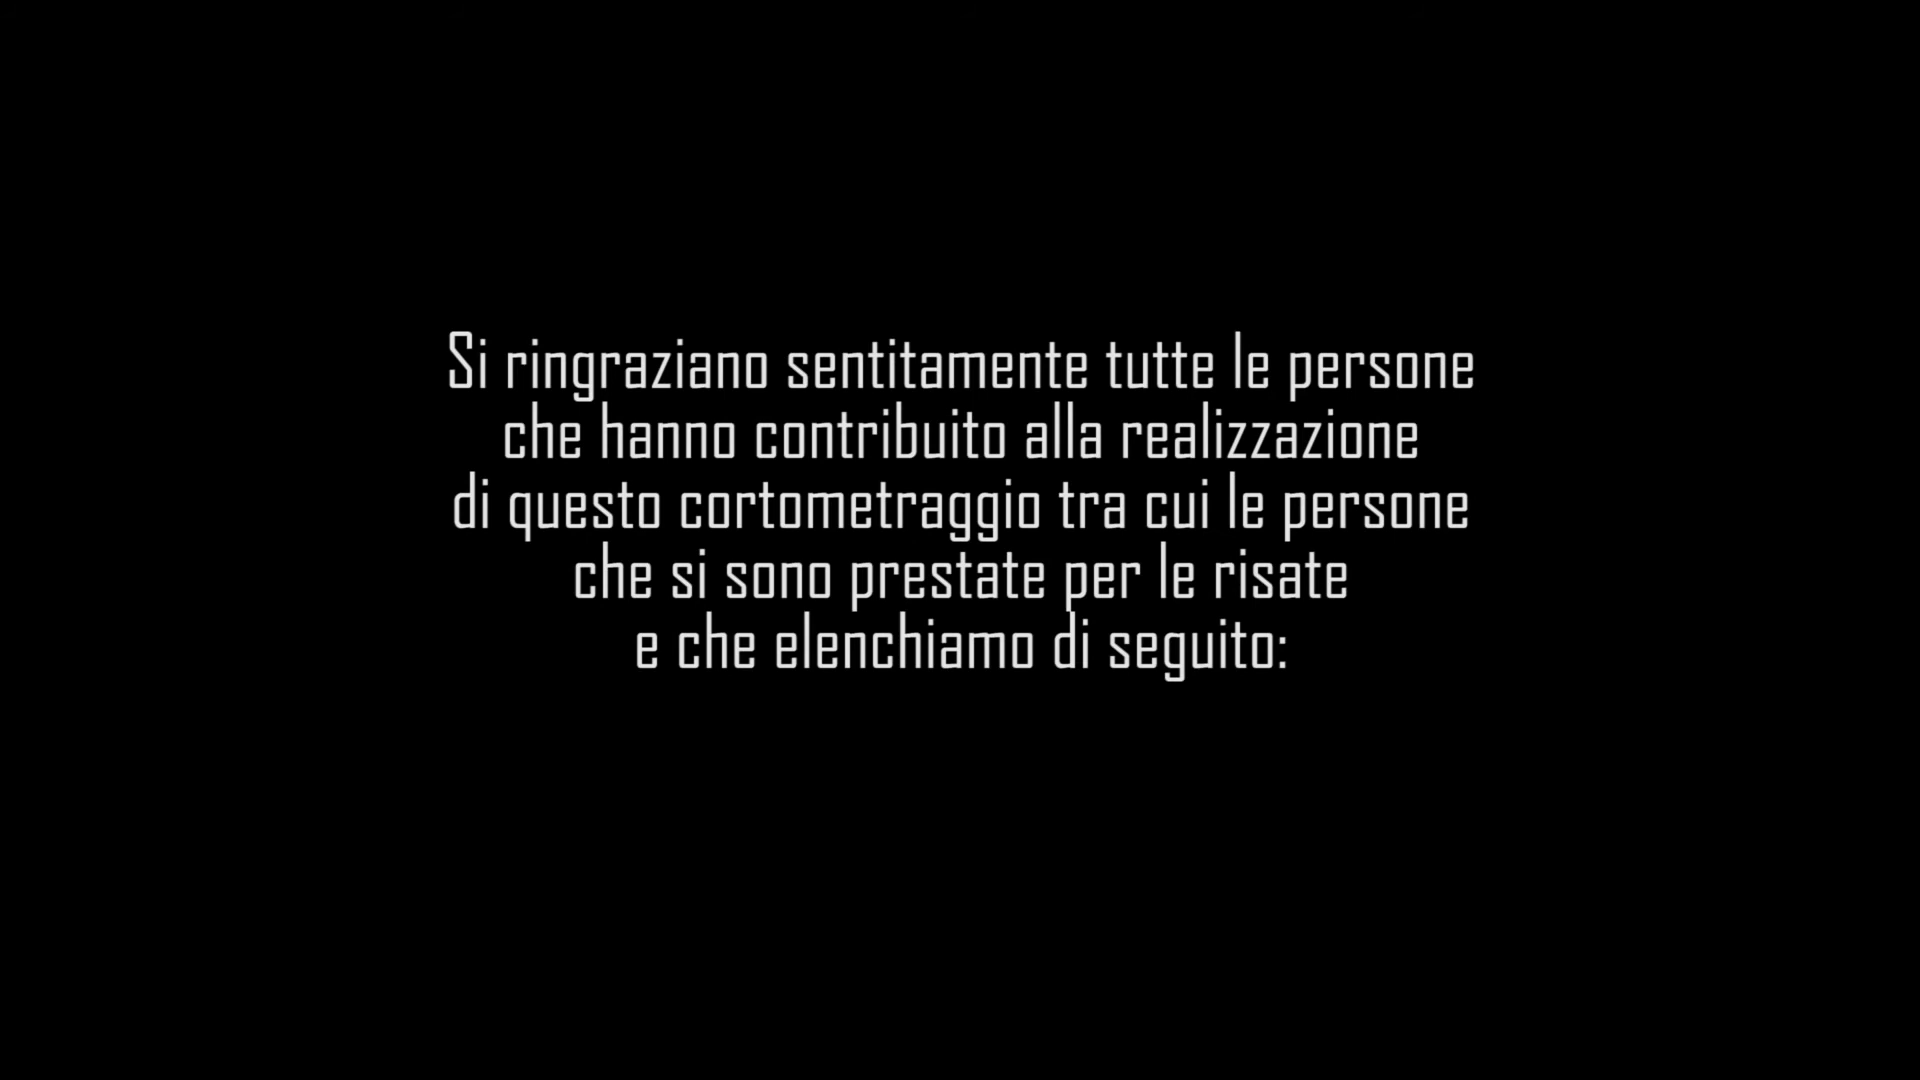 Si ringraziano sentitamente tutte le persone
che hanno contribuito alla realizzazione
di questo cortometraggio tra cui le persone
che si sono prestate per le risate
e che elenchiamo di seguito: